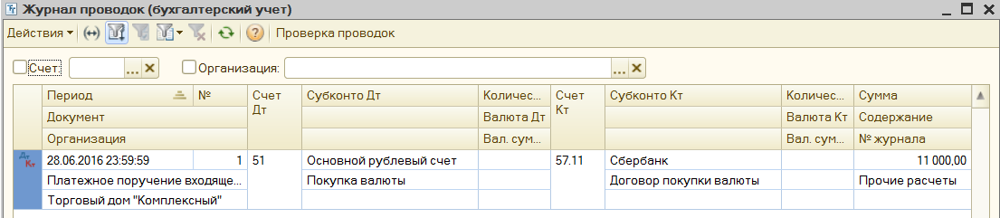 Журнал проводок (бухгалтерский учет)
Действия Проверка проводок
Счет: ... Организация: ...
Период № Счет Дт Субконто Дт Количес... Счет Кт Субконто Кт Количес... Сумма
Документ Валюта Дт Валюта Кт Содержание
Организация Вал. сум... Вал. сум... № журнала
Дт Кт 28.06.2016 23:59:59 1 51 Основной рублевый счет 57.11 Сбербанк 11 000,00
Платежное поручение входяще... Покупка валюты Договор покупки валюты Прочие расчеты
Торговый дом "Комплексный"